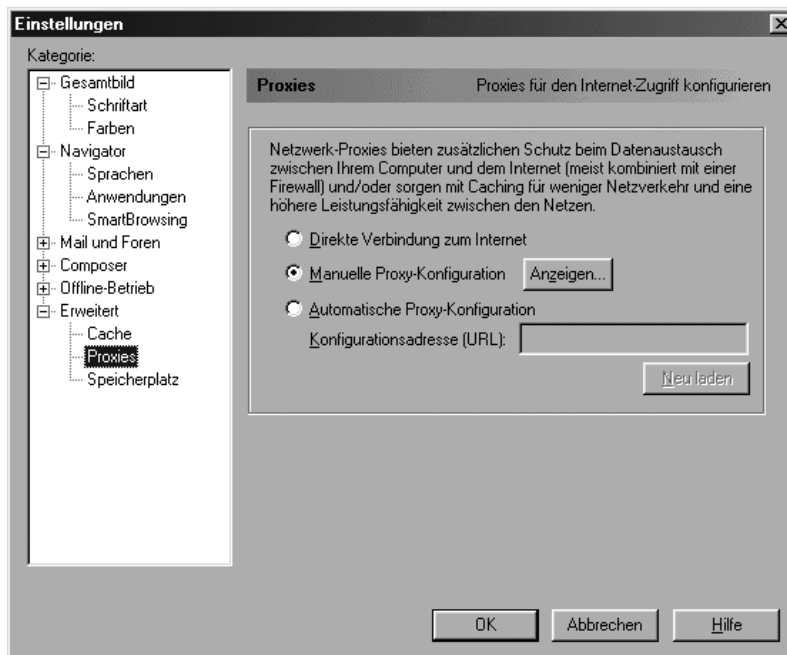 Einstellungen
Kategorie:
Gesamtbild
Schriftart
Farben
Navigator
Sprachen
Anwendungen
SmartBrowsing
Mail und Foren
Composer
Offline-Betrieb
Erweitert
Cache
Proxies
Speicherplatz
Proxies Proxies für den Internet-Zugriff konfigurieren
Netzwerk-Proxies bieten zusätzlichen Schutz beim Datenaustausch
zwischen Ihrem Computer und dem Internet (meist kombiniert mit einer
Firewall) und/oder sorgen mit Caching für weniger Netzverkehr und eine
höhere Leistungsfähigkeit zwischen den Netzen.
Direkte Verbindung zum Internet
Manuelle Proxy-Konfiguration Anzeigen...
Automatische Proxy-Konfiguration
Konfigurationsadresse (URL):
Neu laden
OK Abbrechen Hilfe